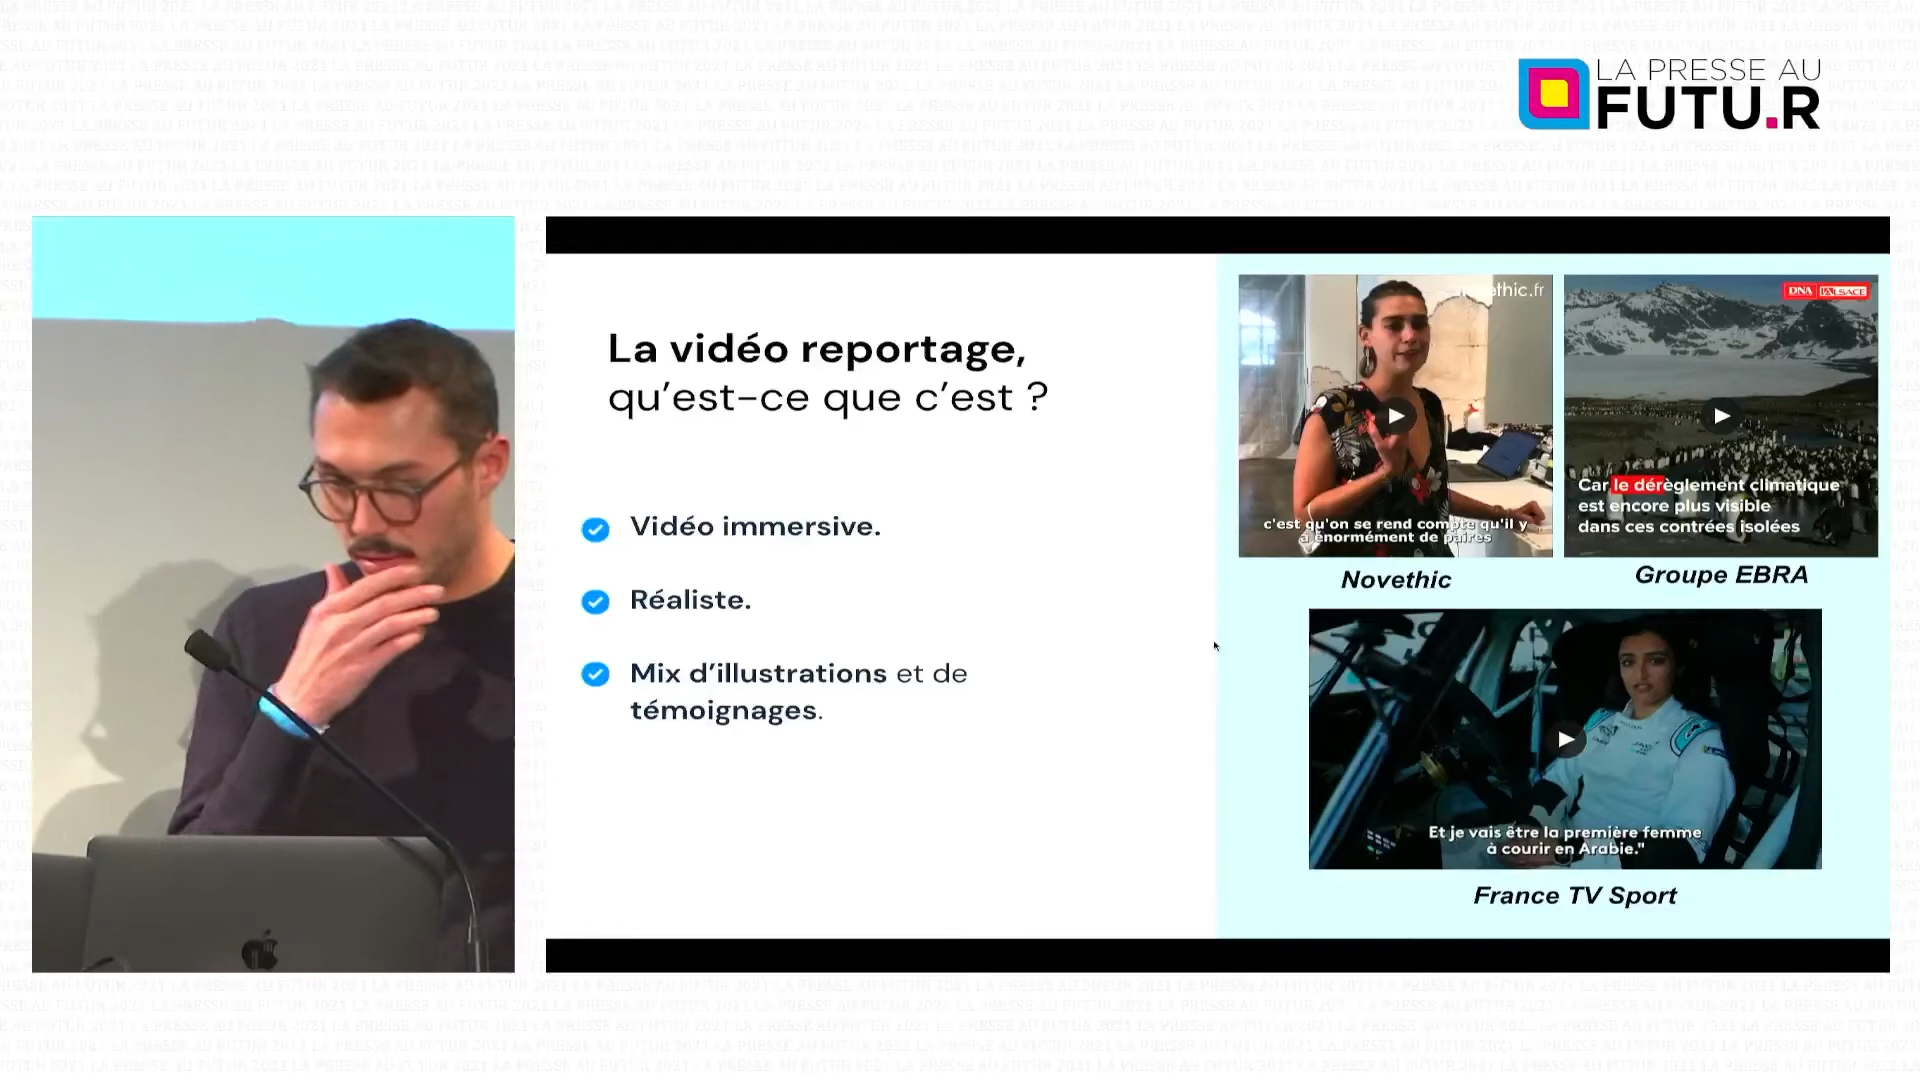 LA PRESSE AU
FUTU.R
La vidéo reportage,
qu'est-ce que c'est ?
Vidéo immersive.
Réaliste.
Mix d'illustrations et de
témoignages.
ethic.fr
c'est qu'on se rend compte qu'il y
a énormément de paires
Novethic
DNA L'ALSACE
Car le dérèglement climatique
est encore plus visible
dans ces contrées isolées
Groupe EBRA
Et je vais être la première femme
à courir en Arabie."
France TV Sport